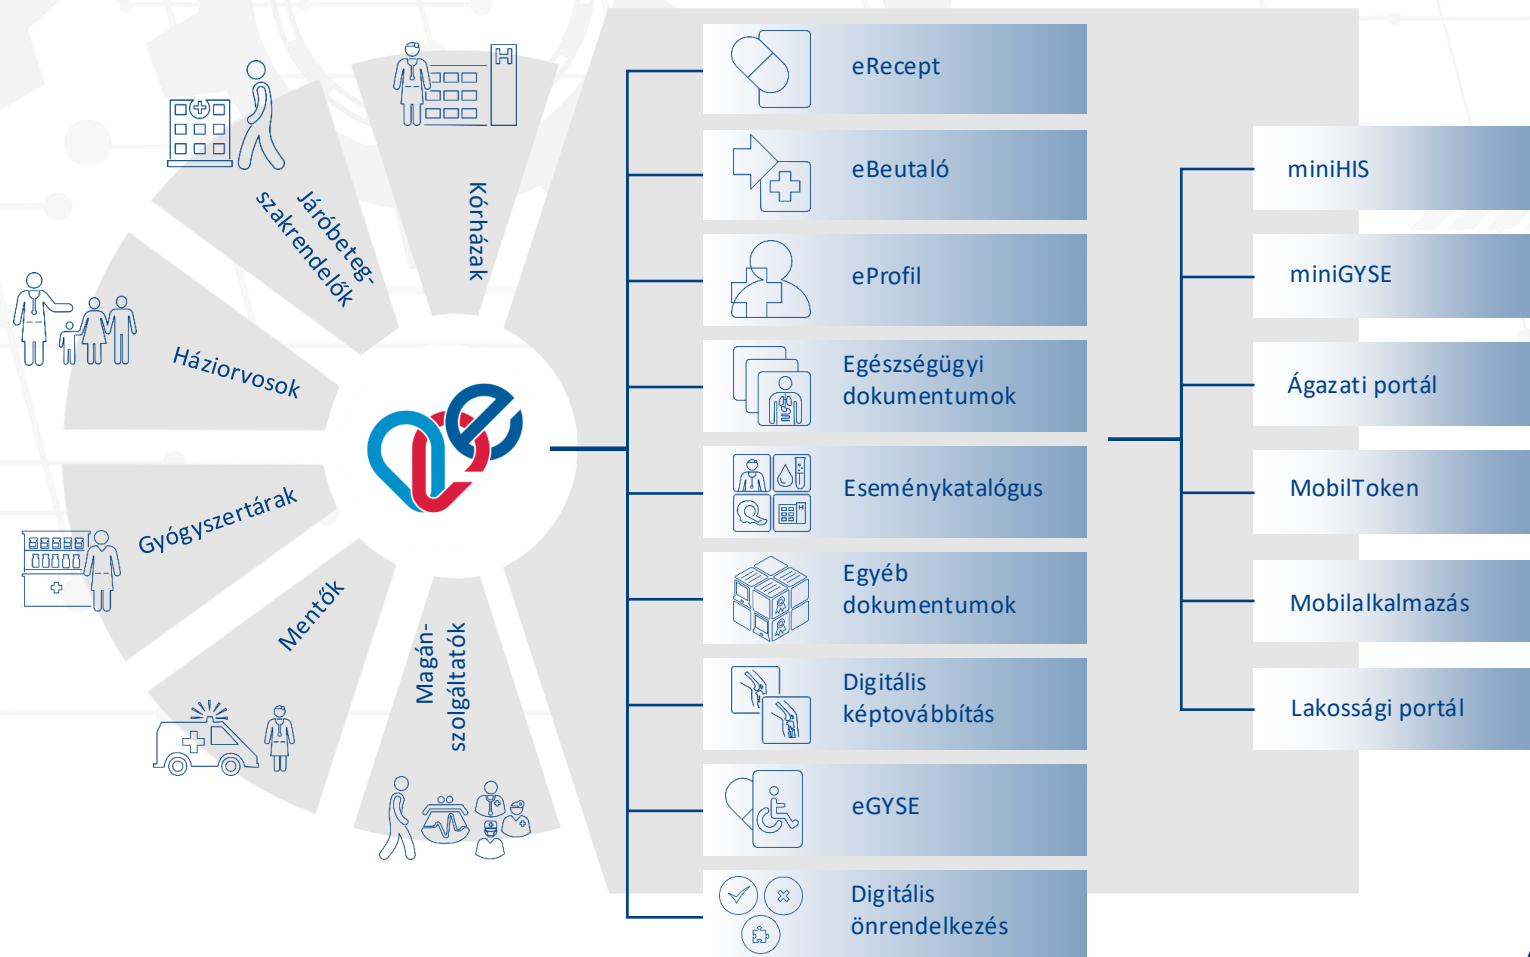 Kórházak
Járóbeteg-
szakrendelők
Háziorvosok
Gyógyszertárak
Mentők
Magán-
szolgáltatók
H
e
eRecept
eBeutaló
eProfil
Egészségügyi
dokumentumok
Eseménykatalógus
H
Egyéb
dokumentumok
Digitális
képtovábbítás
eGYSE
Digitális
önrendelkezés
miniHIS
miniGYSE
Ágazati portál
MobilToken
Mobilalkalmazás
Lakossági portál